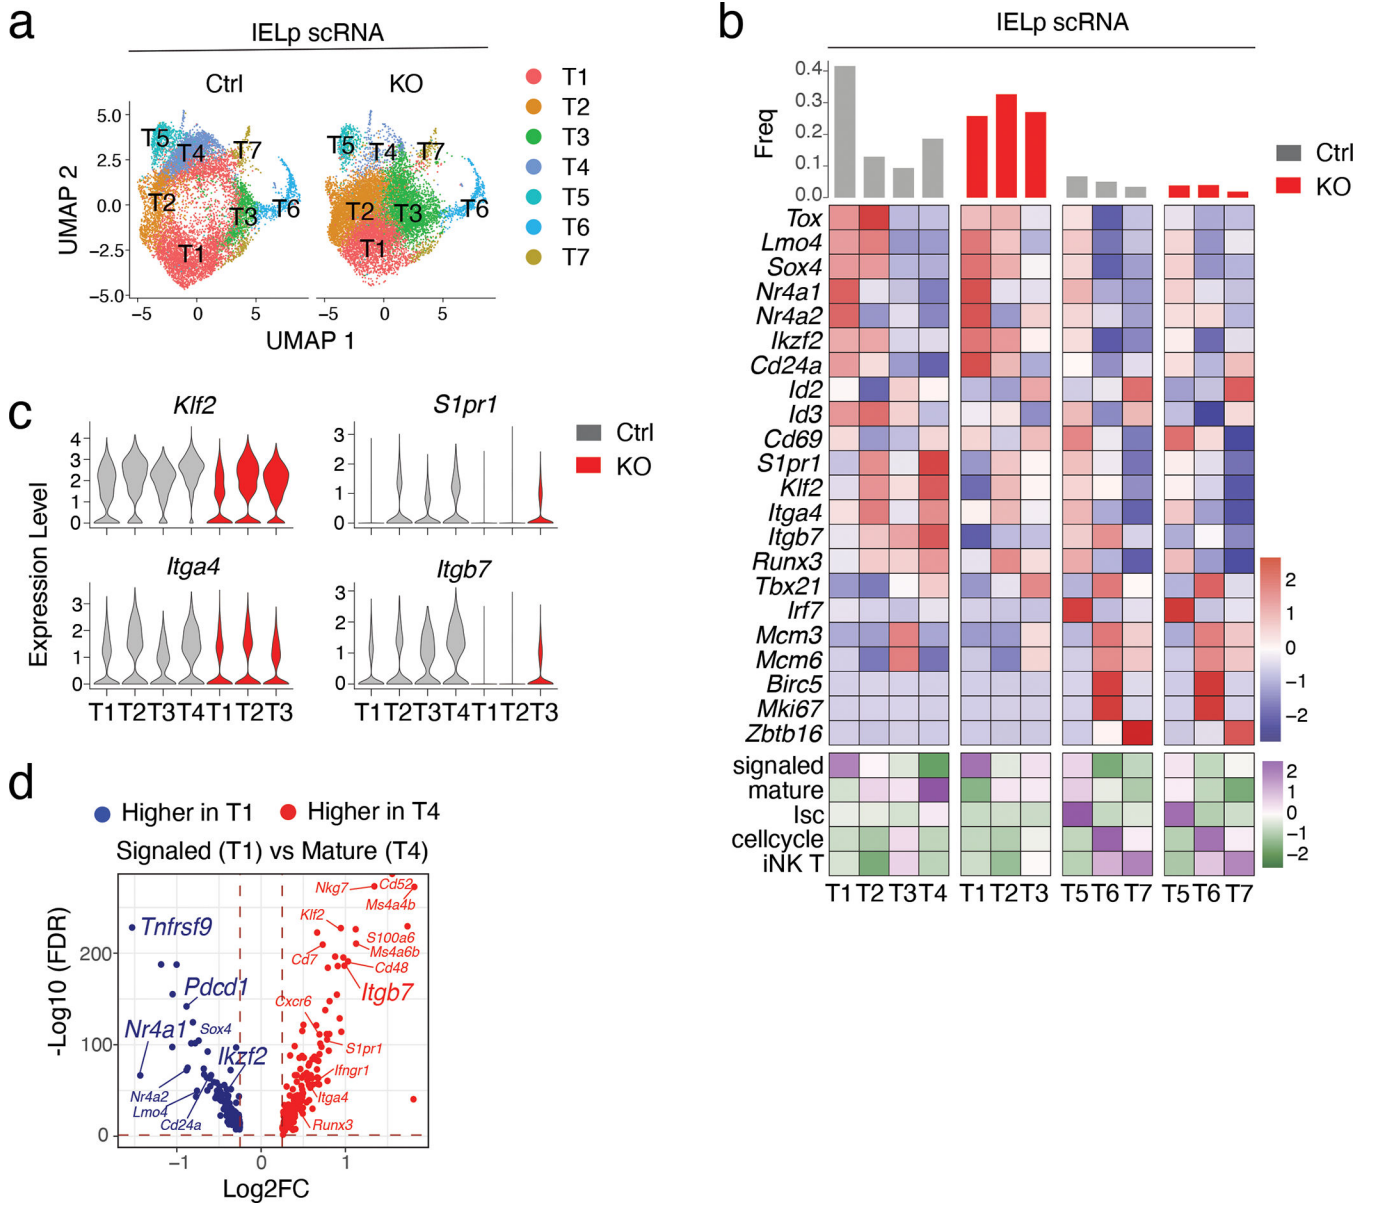 a
IELp scRNA
Ctrl
KO
T1
T2
T3
T4
T5
T6
T7
5.0
2.5
0.0
−2.5
−5.0
UMAP 2
T5
T4
T7
T2
T3
T6
T1
T5
T4
T7
T2
T3
T6
T1
−5
0
5
−5
0
5
UMAP 1
b
IELp scRNA
Freq
0.4
0.3
0.2
0.1
0.0
Ctrl
KO
Tox
Lmo4
Sox4
Nr4a1
Nr4a2
Ikzf2
Cd24a
Id2
Id3
Cd69
S1pr1
Klf2
Itga4
Itgb7
Runx3
Tbx21
Irf7
Mcm3
Mcm6
Birc5
Mki67
Zbtb16
2
1
0
−1
−2
signaled
mature
Isc
cellcycle
iNK T
2
1
0
−1
−2
T1 T2 T3 T4 T1 T2 T3 T5 T6 T7 T5 T6 T7
c
Klf2
S1pr1
Ctrl
KO
4
3
2
1
0
3
2
1
0
Expression Level
Itga4
Itgb7
3
2
1
0
3
2
1
0
T1 T2 T3 T4 T1 T2 T3
T1 T2 T3 T4 T1 T2 T3
d
Higher in T1
Higher in T4
Signaled (T1) vs Mature (T4)
-Log10 (FDR)
200
100
0
Nkg7
Cd52
Ms4a4b
Klf2
Tnfrsf9
S100a6
Ms4a6b
Cd7
Cd48
Pdcd1
Itgb7
Cxcr6
Nr4a1
Sox4
Ikzf2
S1pr1
Ifngr1
Nr4a2
Itga4
Lmo4
Cd24a
Runx3
−1
0
1
Log2FC